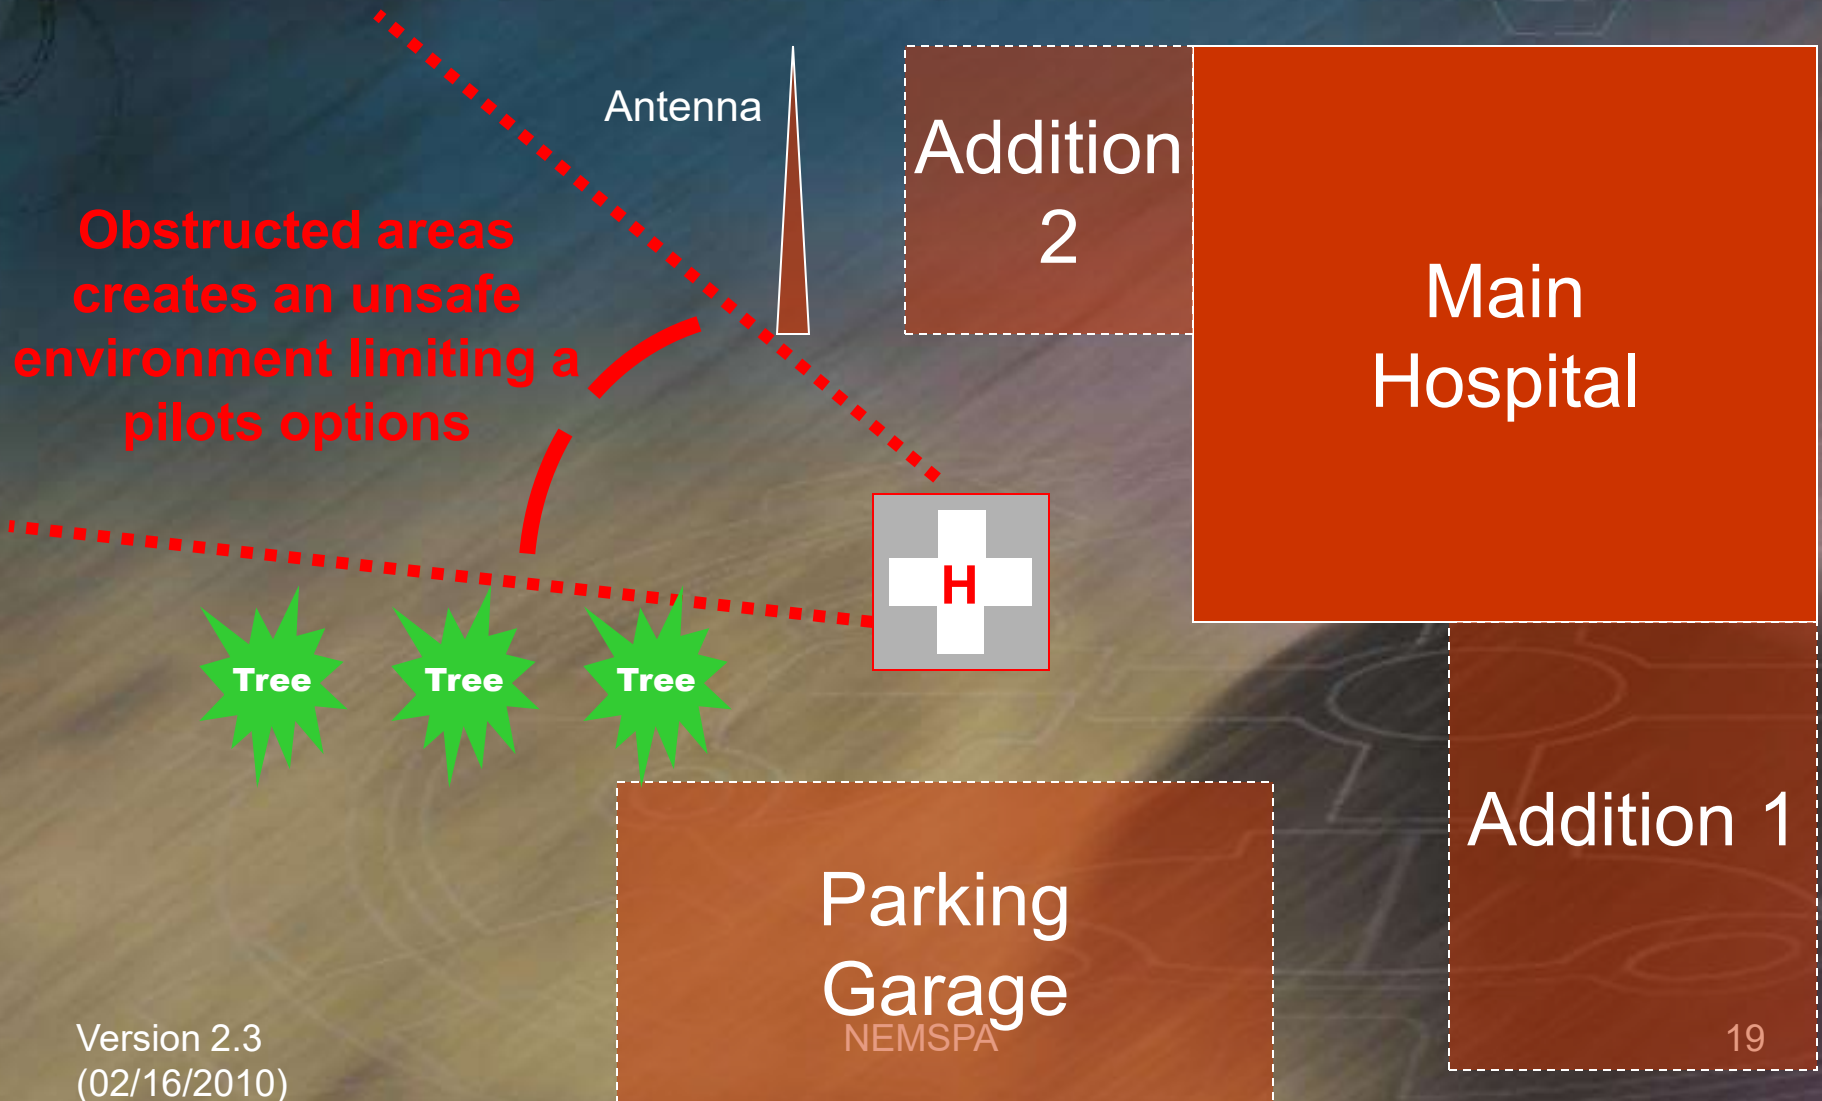 Antenna
Addition
2
Main
Hospital
Obstructed areas
creates an unsafe
environment limiting a
pilots options
H
Tree
Tree
Tree
Addition 1
Parking
Garage
Version 2.3
(02/16/2010)
NEMSPA
19